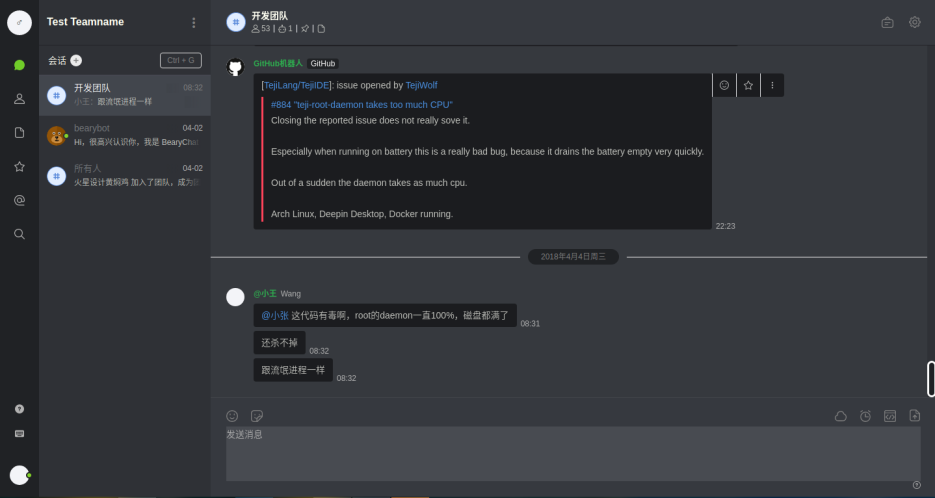 Test Teamname
会话
Ctrl + G
开发团队
08:32
小王：跟流氓进程一样
bearybot
04-02
Hi，很高兴认识你，我是 BearyChat
所有人
04-02
火星设计黄焖鸡 加入了团队，成为
开发团队
53 | 1 |
GitHub机器人 GitHub
[TejiLang/TejiIDE]: issue opened by TejiWolf
#884 "teji-root-daemon takes too much CPU"
Closing the reported issue does not really sove it.
Especially when running on battery this is a really bad bug, because it drains the battery empty very quickly.
Out of a sudden the daemon takes as much cpu.
Arch Linux, Deepin Desktop, Docker running.
22:23
2018年4月4日周三
@小王 Wang
@小张 这代码有毒啊，root的daemon一直100%，磁盘都满了
08:31
还杀不掉
08:32
跟流氓进程一样
08:32
发送消息